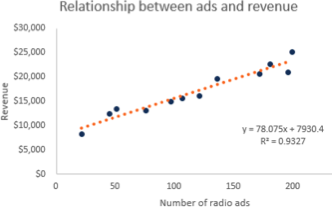 Relationship between ads and revenue
$30,000
$25,000
$20,000
$15,000
$10,000
$5,000
$0
Revenue
y = 78.075x + 7930.4
R² = 0.9327
0 50 100 150 200
Number of radio ads